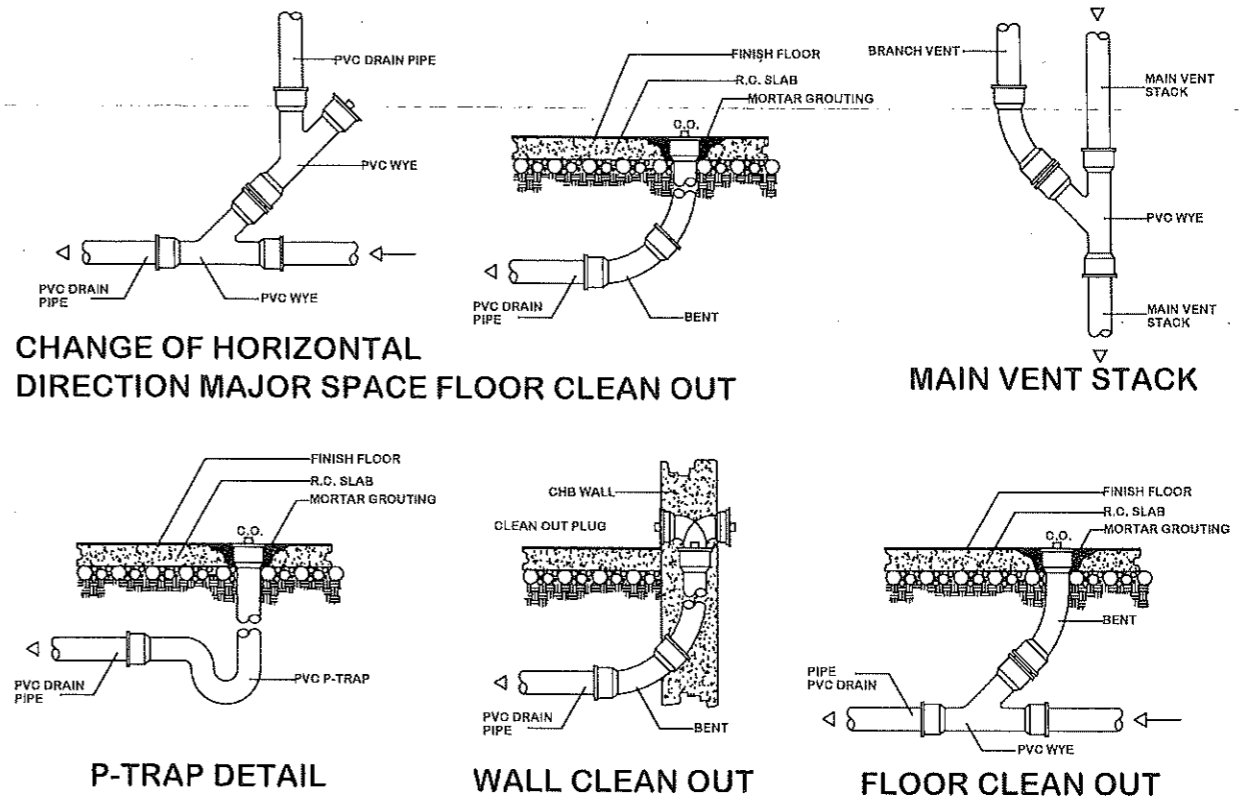 PVC DRAIN PIPE
PVC WYE
PVC DRAIN
PIPE
PVC WYE
CHANGE OF HORIZONTAL
DIRECTION MAJOR SPACE FLOOR CLEAN OUT
FINISH FLOOR
R.C. SLAB
MORTAR GROUTING
C.O.
PVC DRAIN
PIPE
BENT
BRANCH VENT
MAIN VENT
STACK
PVC WYE
MAIN VENT
STACK
MAIN VENT STACK
FINISH FLOOR
R.C. SLAB
MORTAR GROUTING
C.O.
PVC DRAIN
PIPE
PVC P-TRAP
P-TRAP DETAIL
CHB WALL
CLEAN OUT PLUG
PVC DRAIN
PIPE
BENT
WALL CLEAN OUT
FINISH FLOOR
R.C. SLAB
MORTAR GROUTING
C.O.
BENT
PIPE
PVC DRAIN
PVC WYE
FLOOR CLEAN OUT